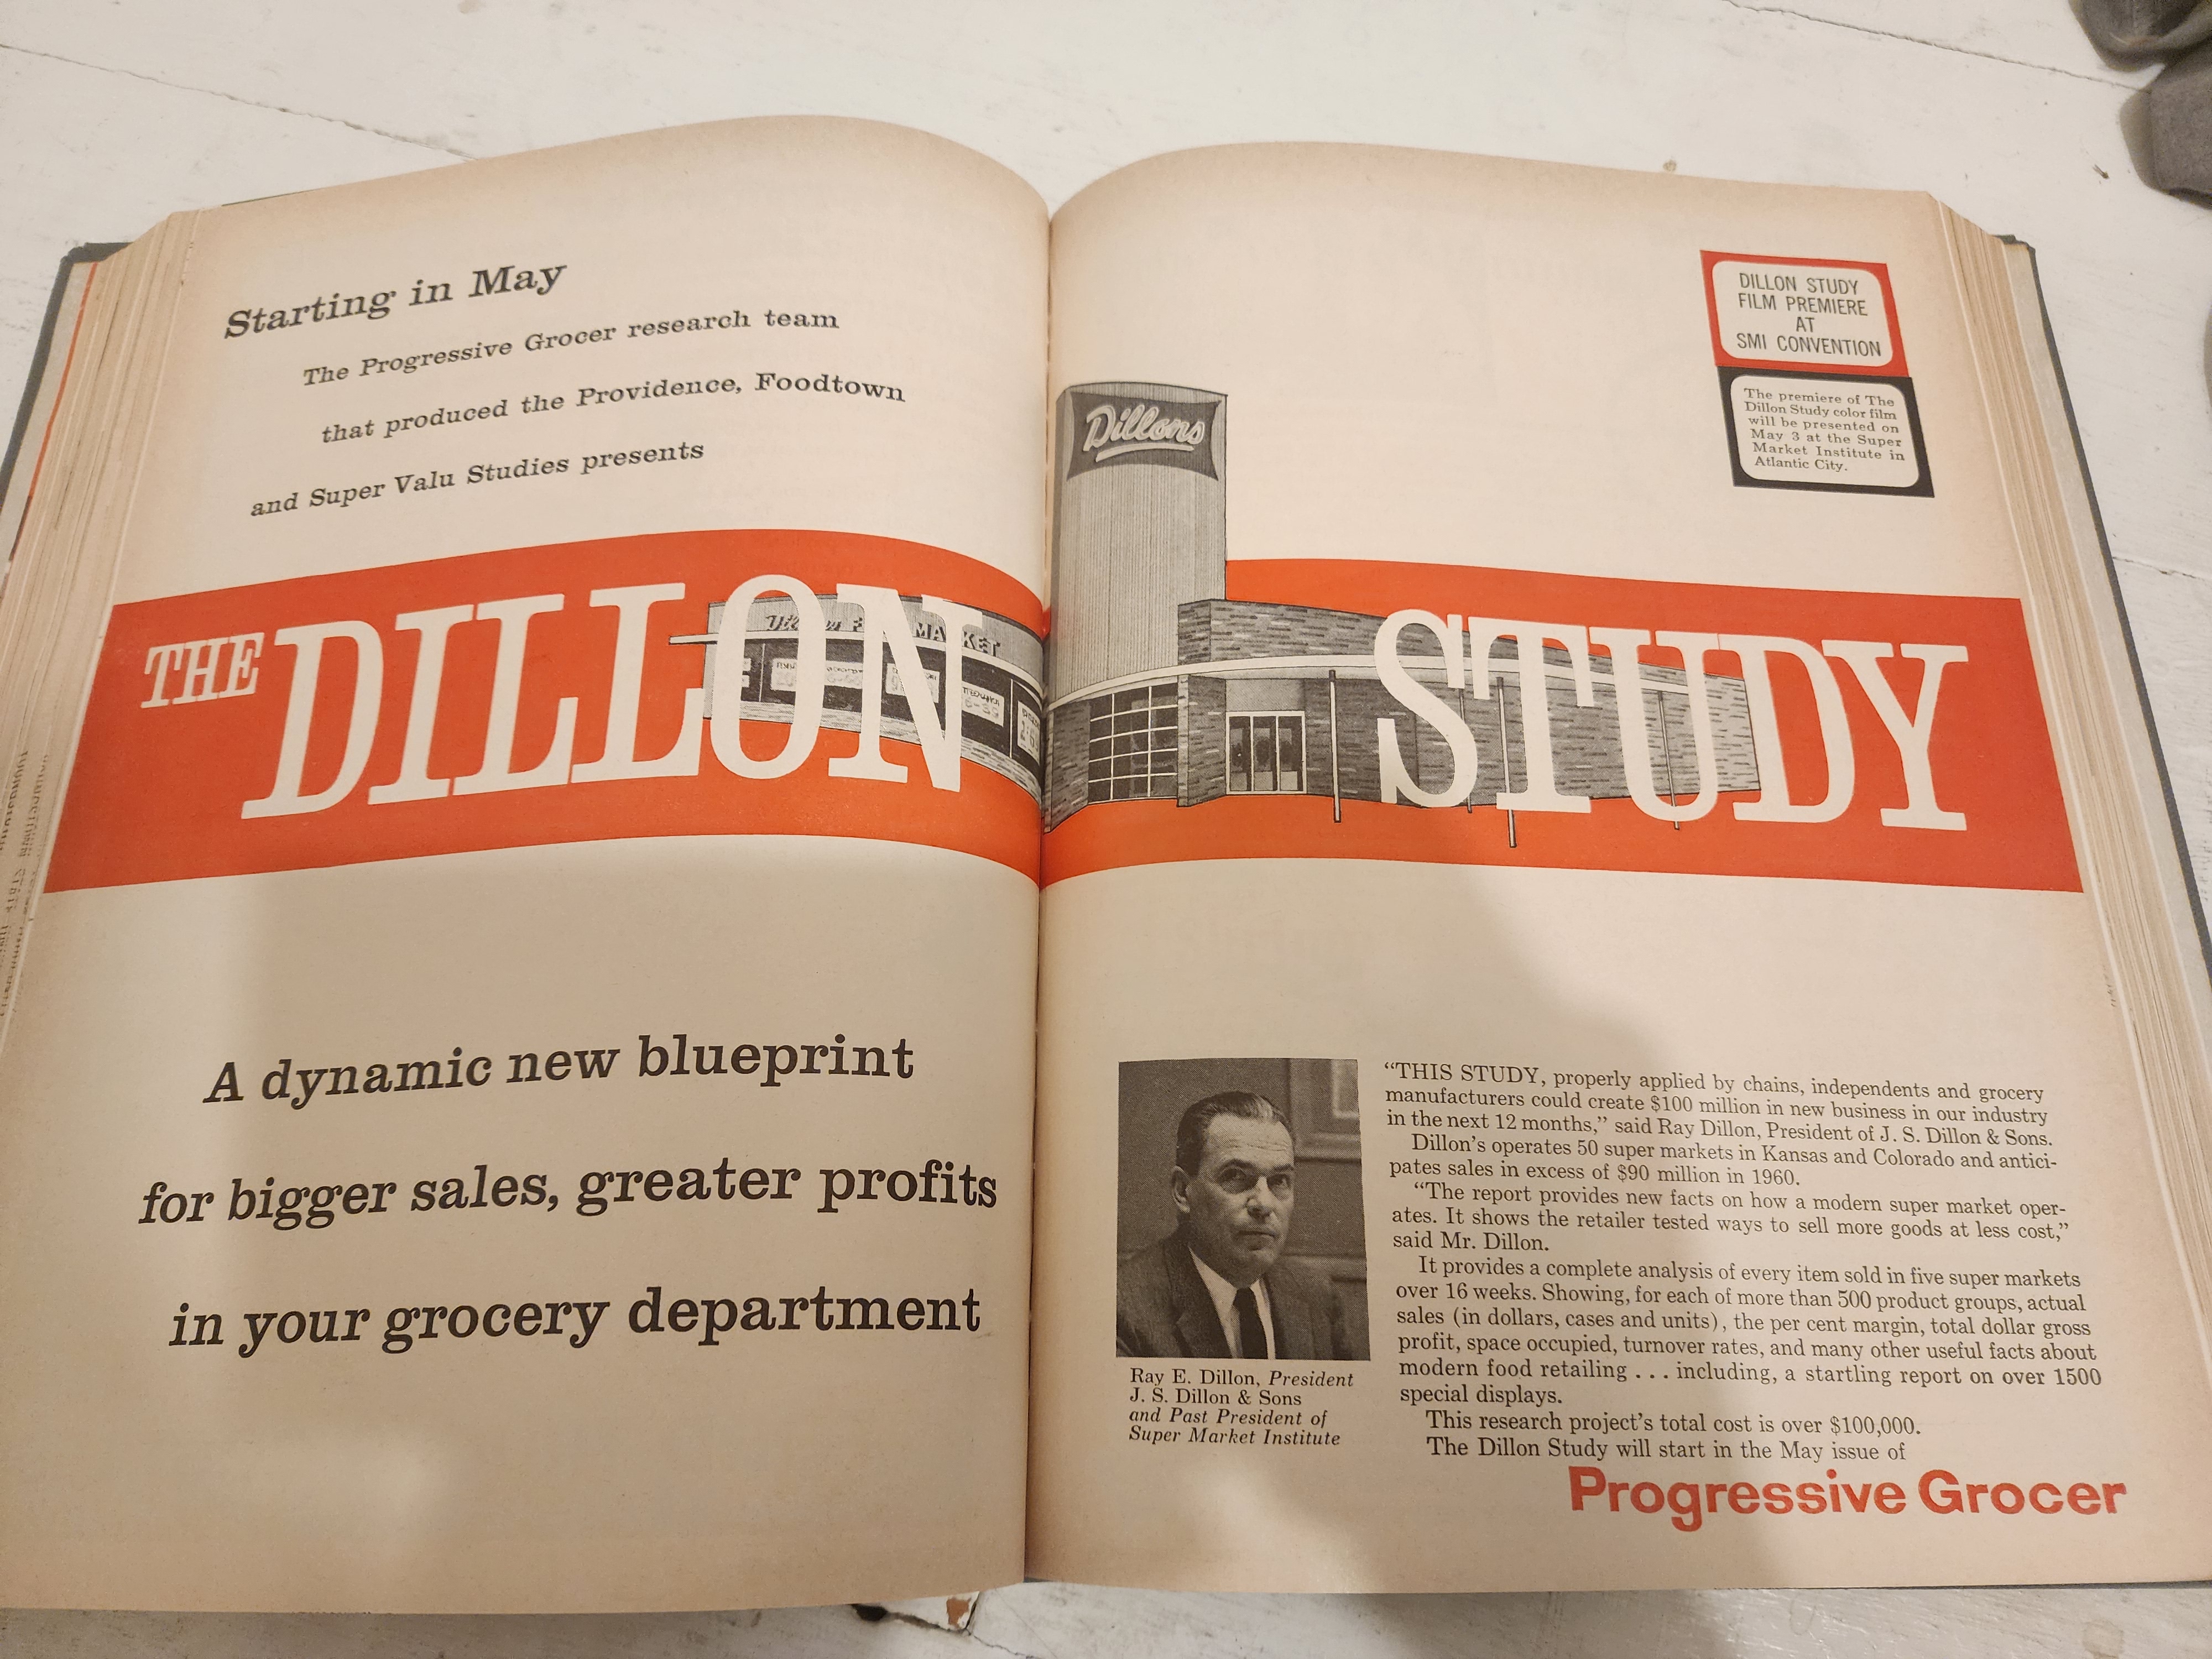 Starting in May
The Progressive Grocer research team
that produced the Providence, Foodtown
and Super Valu Studies presents
THE DILLON
MARKET
A dynamic new blueprint
for bigger sales, greater profits
in your grocery department
DILLON STUDY
FILM PREMIERE
AT
SMI CONVENTION
The premiere of The
Dillon Study color film
will be presented on
May 3 at the Super
Market Institute in
Atlantic City.
Dillons
STUDY
Ray E. Dillon, President
J. S. Dillon & Sons
and Past President of
Super Market Institute
“THIS STUDY, properly applied by chains, independents and grocery
manufacturers could create $100 million in new business in our industry
in the next 12 months,” said Ray Dillon, President of J. S. Dillon & Sons.
Dillon’s operates 50 super markets in Kansas and Colorado and antici-
pates sales in excess of $90 million in 1960.
“The report provides new facts on how a modern super market oper-
ates. It shows the retailer tested ways to sell more goods at less cost,”
said Mr. Dillon.
It provides a complete analysis of every item sold in five super markets
over 16 weeks. Showing, for each of more than 500 product groups, actual
sales (in dollars, cases and units), the per cent margin, total dollar gross
profit, space occupied, turnover rates, and many other useful facts about
modern food retailing . . . including, a startling report on over 1500
special displays.
This research project’s total cost is over $100,000.
The Dillon Study will start in the May issue of
Progressive Grocer